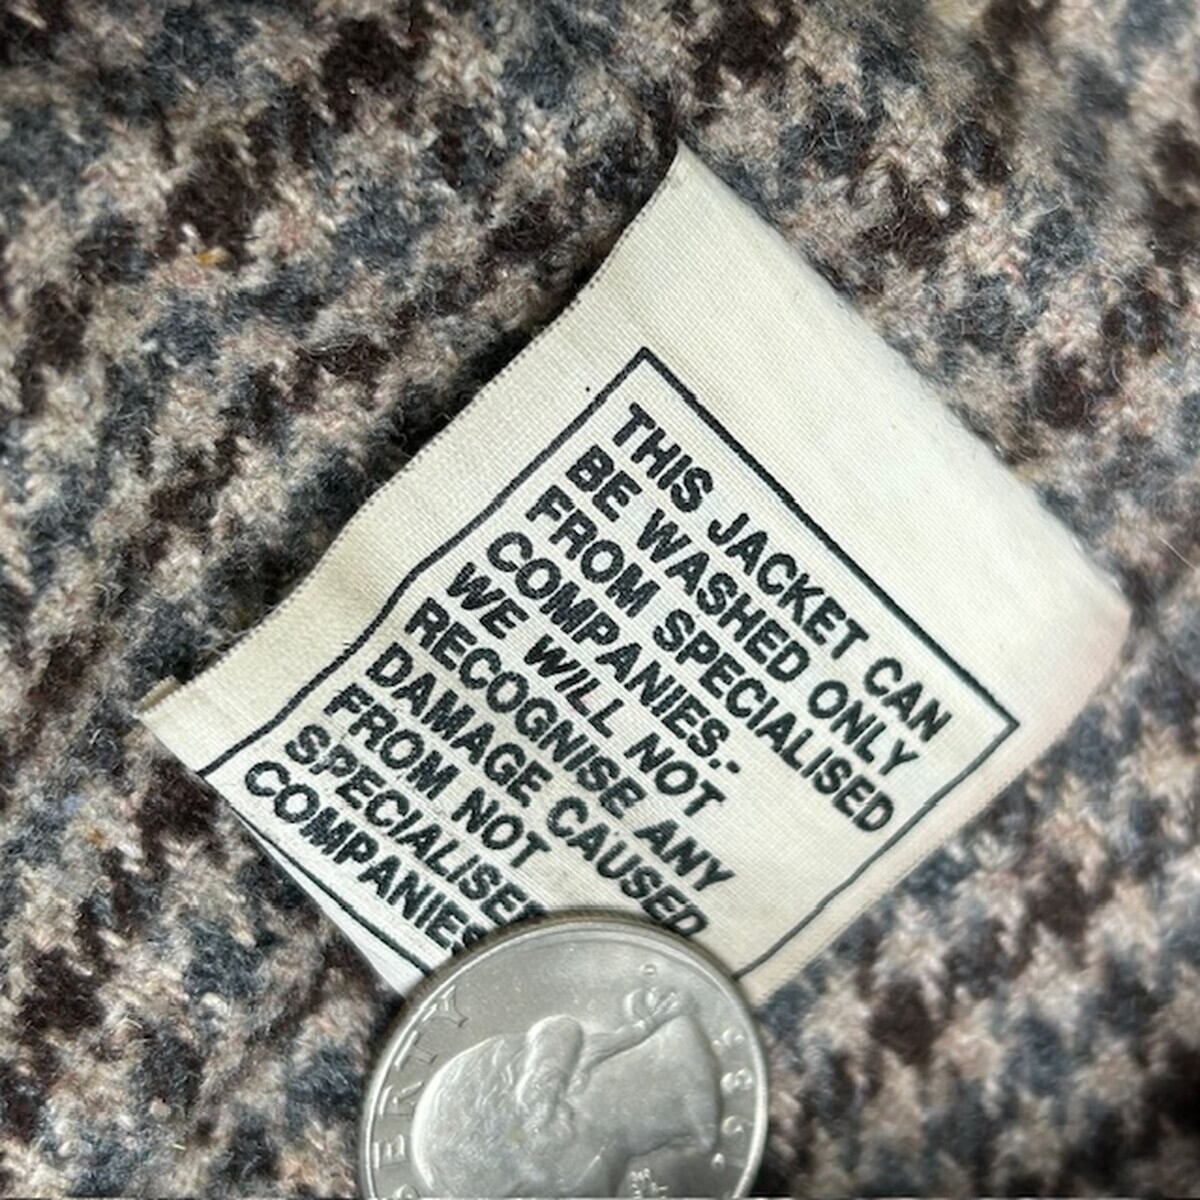 THIS JACKET CAN
BE WASHED ONLY
FROM SPECIALISED
COMPANIES.-
WE WILL NOT
RECOGNISE ANY
DAMAGE CAUSED
FROM NOT
SPECIALISED
COMPANIES